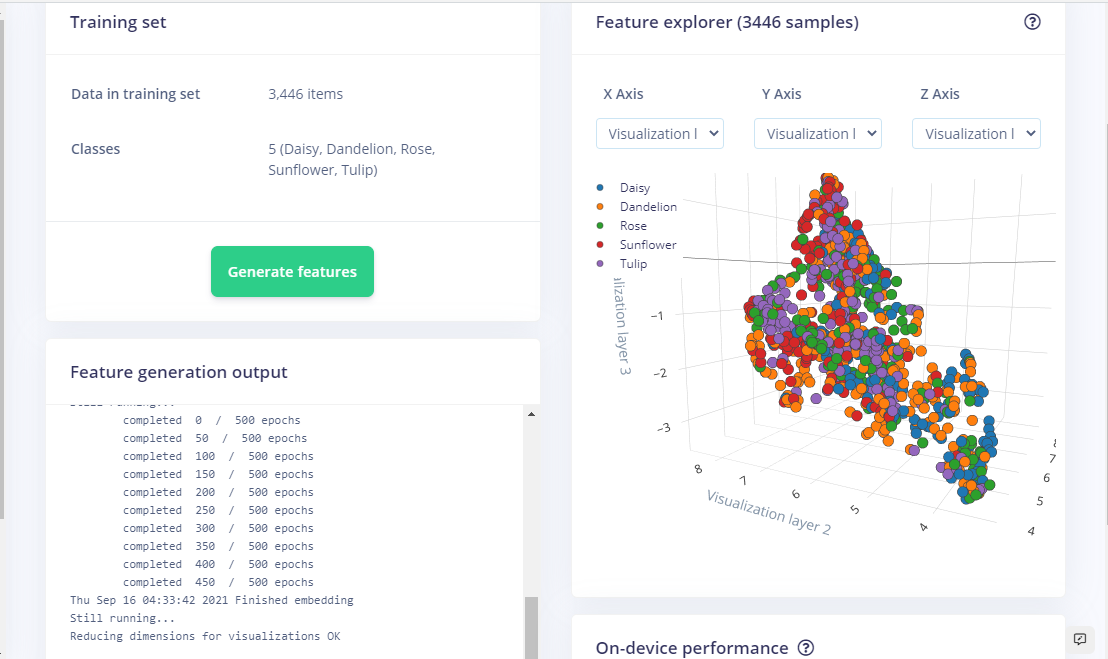 Training set
Data in training set 3,446 items
Classes 5 (Daisy, Dandelion, Rose,
Sunflower, Tulip)
Generate features
Feature generation output
completed 0 / 500 epochs
completed 50 / 500 epochs
completed 100 / 500 epochs
completed 150 / 500 epochs
completed 200 / 500 epochs
completed 250 / 500 epochs
completed 300 / 500 epochs
completed 350 / 500 epochs
completed 400 / 500 epochs
completed 450 / 500 epochs
Thu Sep 16 04:33:42 2021 Finished embedding
Still running...
Reducing dimensions for visualizations OK
Feature explorer (3446 samples)
X Axis Y Axis Z Axis
Visualization l Visualization l Visualization l
Daisy
Dandelion
Rose
Sunflower
Tulip
alization layer 3
−1
−2
−3
8
7
6
5
4
Visualization layer 2
7
6
5
4
On-device performance